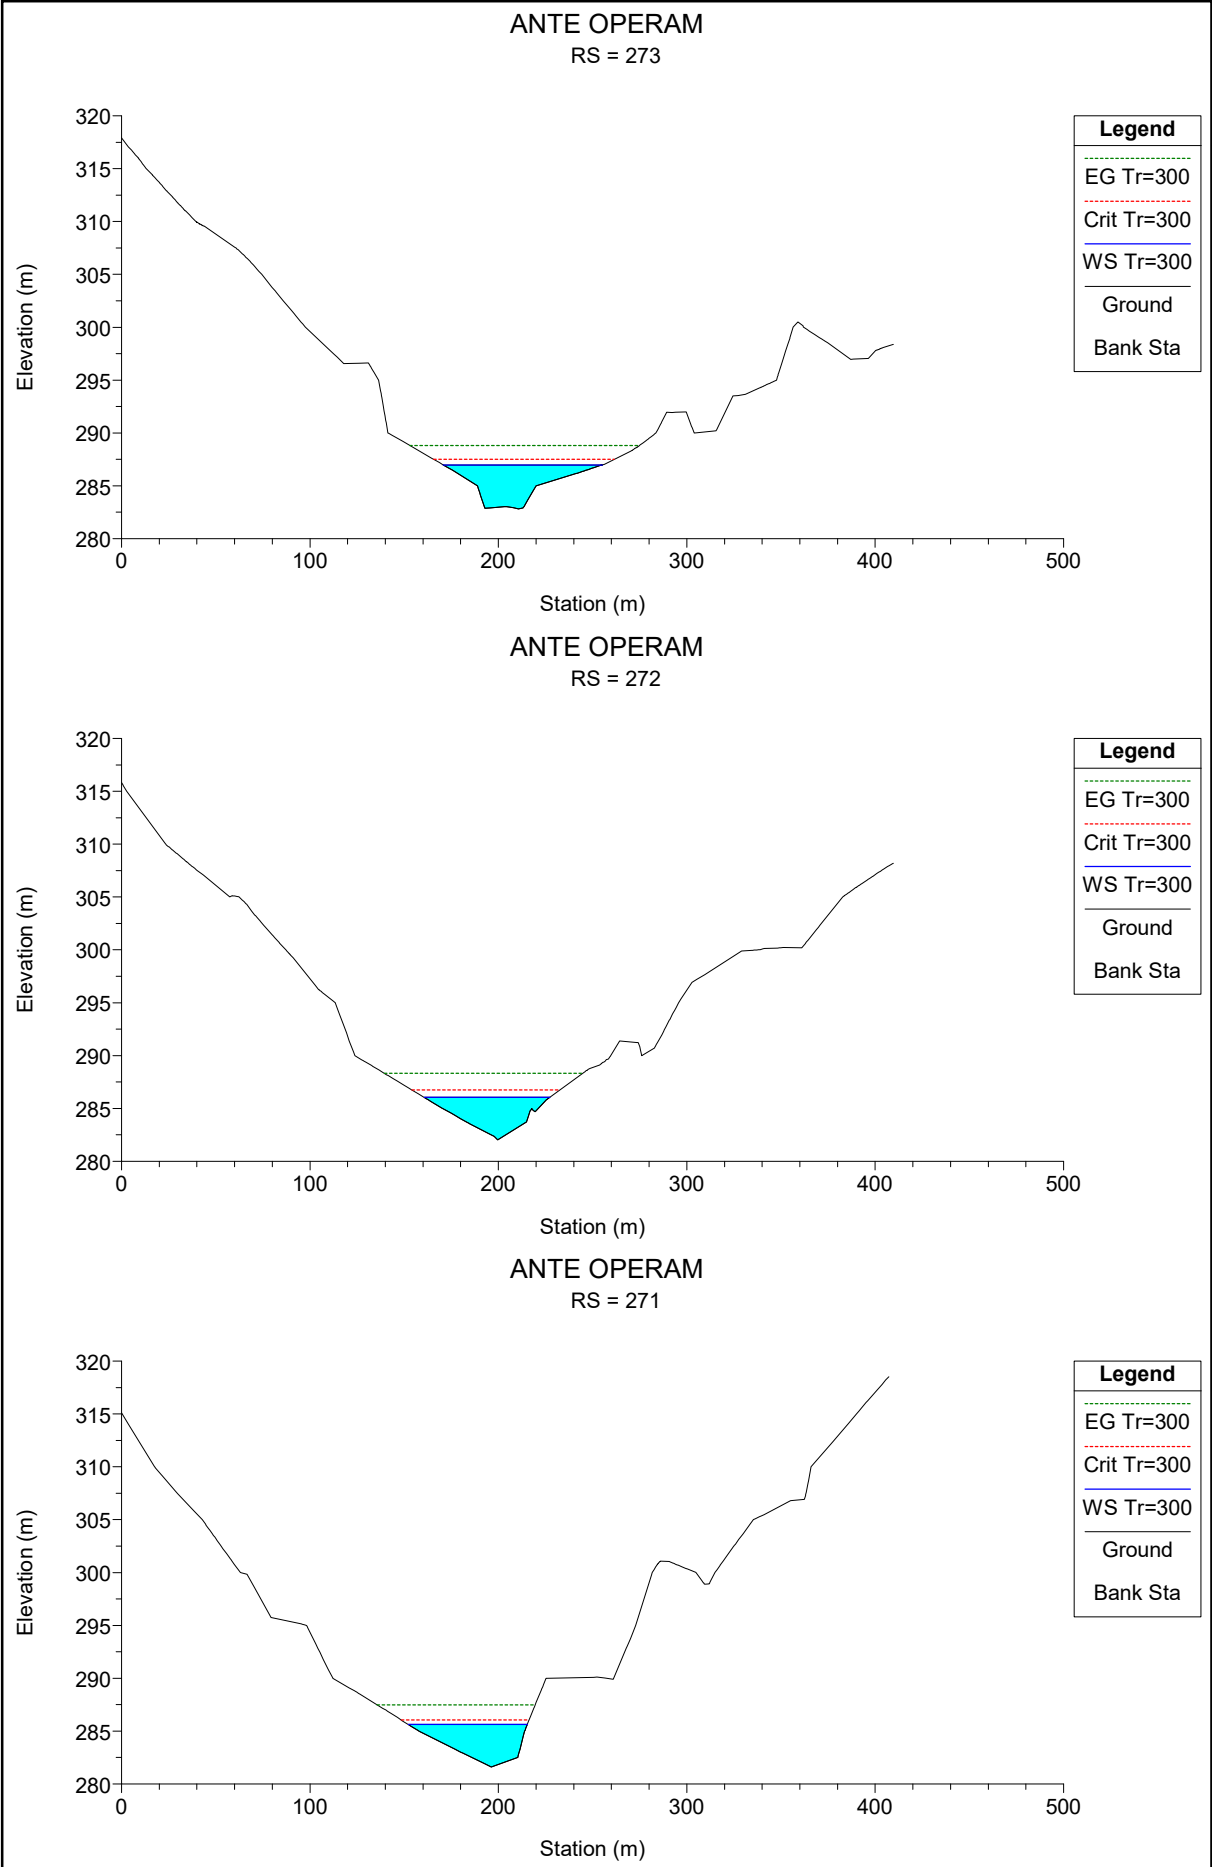 ANTE OPERAM
RS = 273
320
315
310
305
300
295
290
285
280
0
100
200
300
400
500
Elevation (m)
Station (m)
Legend
EG Tr=300
Crit Tr=300
WS Tr=300
Ground
Bank Sta
ANTE OPERAM
RS = 272
320
315
310
305
300
295
290
285
280
0
100
200
300
400
500
Elevation (m)
Station (m)
Legend
EG Tr=300
Crit Tr=300
WS Tr=300
Ground
Bank Sta
ANTE OPERAM
RS = 271
320
315
310
305
300
295
290
285
280
0
100
200
300
400
500
Elevation (m)
Station (m)
Legend
EG Tr=300
Crit Tr=300
WS Tr=300
Ground
Bank Sta